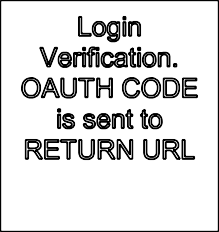 Login
Verification.
OAUTH CODE
is sent to
RETURN URL